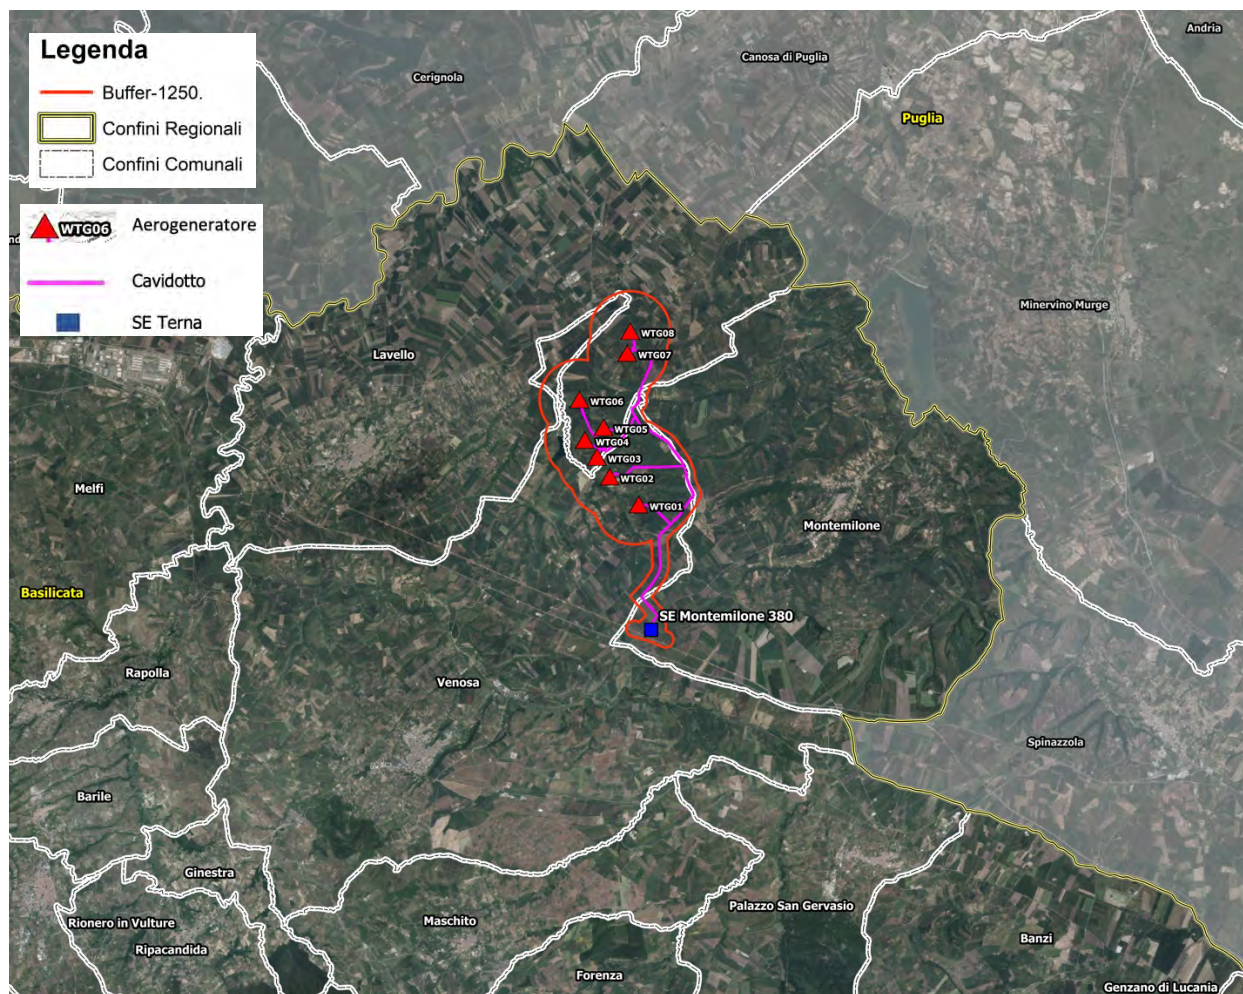 Legenda
Buffer-1250.
Confini Regionali
Confini Comunali
WTG06
Aerogeneratore
Cavidotto
SE Terna
Andria
Canosa di Puglia
Cerignola
Puglia
Minervino Murge
Lavello
WTG08
WTG07
WTG06
WTG05
WTG04
WTG03
WTG02
WTG01
Melfi
Montemilone
Basilicata
SE Montemilone 380
Rapolla
Venosa
Spinazzola
Barile
Ginestra
Rionero in Vulture
Ripacandida
Maschito
Palazzo San Gervasio
Banzi
Forenza
Genzano di Lucania